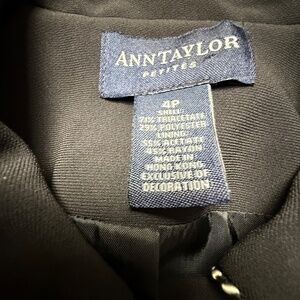 ANNTAYLOR
PETITES
4P
SHELL:
71% TRIACETATE
29% POLYESTER
LINING:
55% ACETATE
45% RAYON
MADE IN
HONG KONG
EXCLUSIVE OF
DECORATION